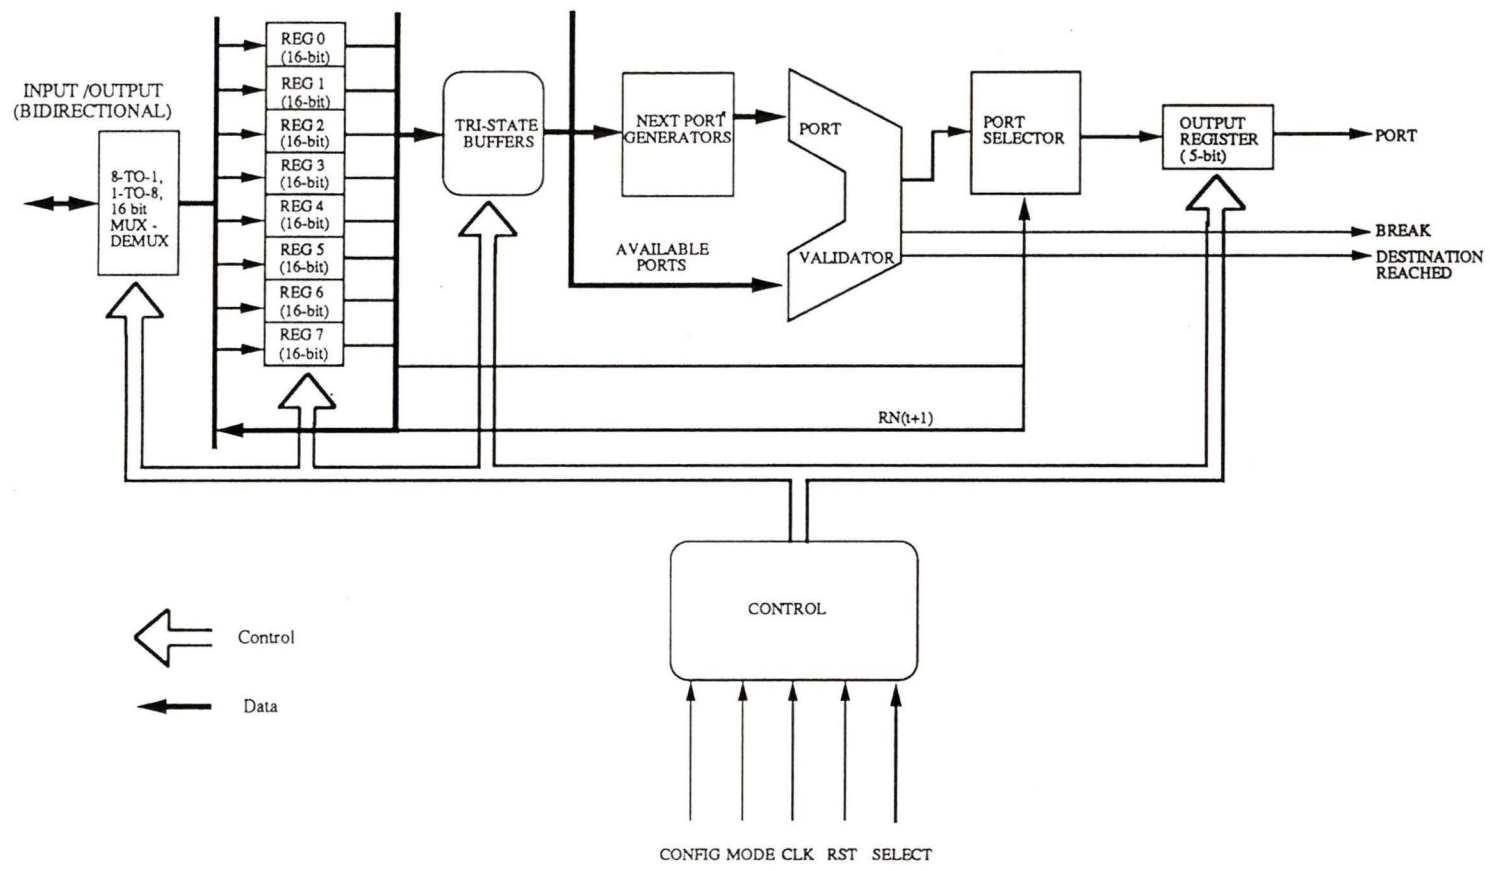 INPUT /OUTPUT
(BIDIRECTIONAL)
8-TO-1,
1-TO-8,
16 bit
MUX -
DEMUX
REG 0
(16-bit)
REG 1
(16-bit)
REG 2
(16-bit)
REG 3
(16-bit)
REG 4
(16-bit)
REG 5
(16-bit)
REG 6
(16-bit)
REG 7
(16-bit)
TRI-STATE
BUFFERS
NEXT PORT
GENERATORS
AVAILABLE
PORTS
PORT
VALIDATOR
PORT
SELECTOR
OUTPUT
REGISTER
( 5-bit)
PORT
BREAK
DESTINATION
REACHED
RN(t+1)
CONTROL
Control
Data
CONFIG MODE CLK RST SELECT